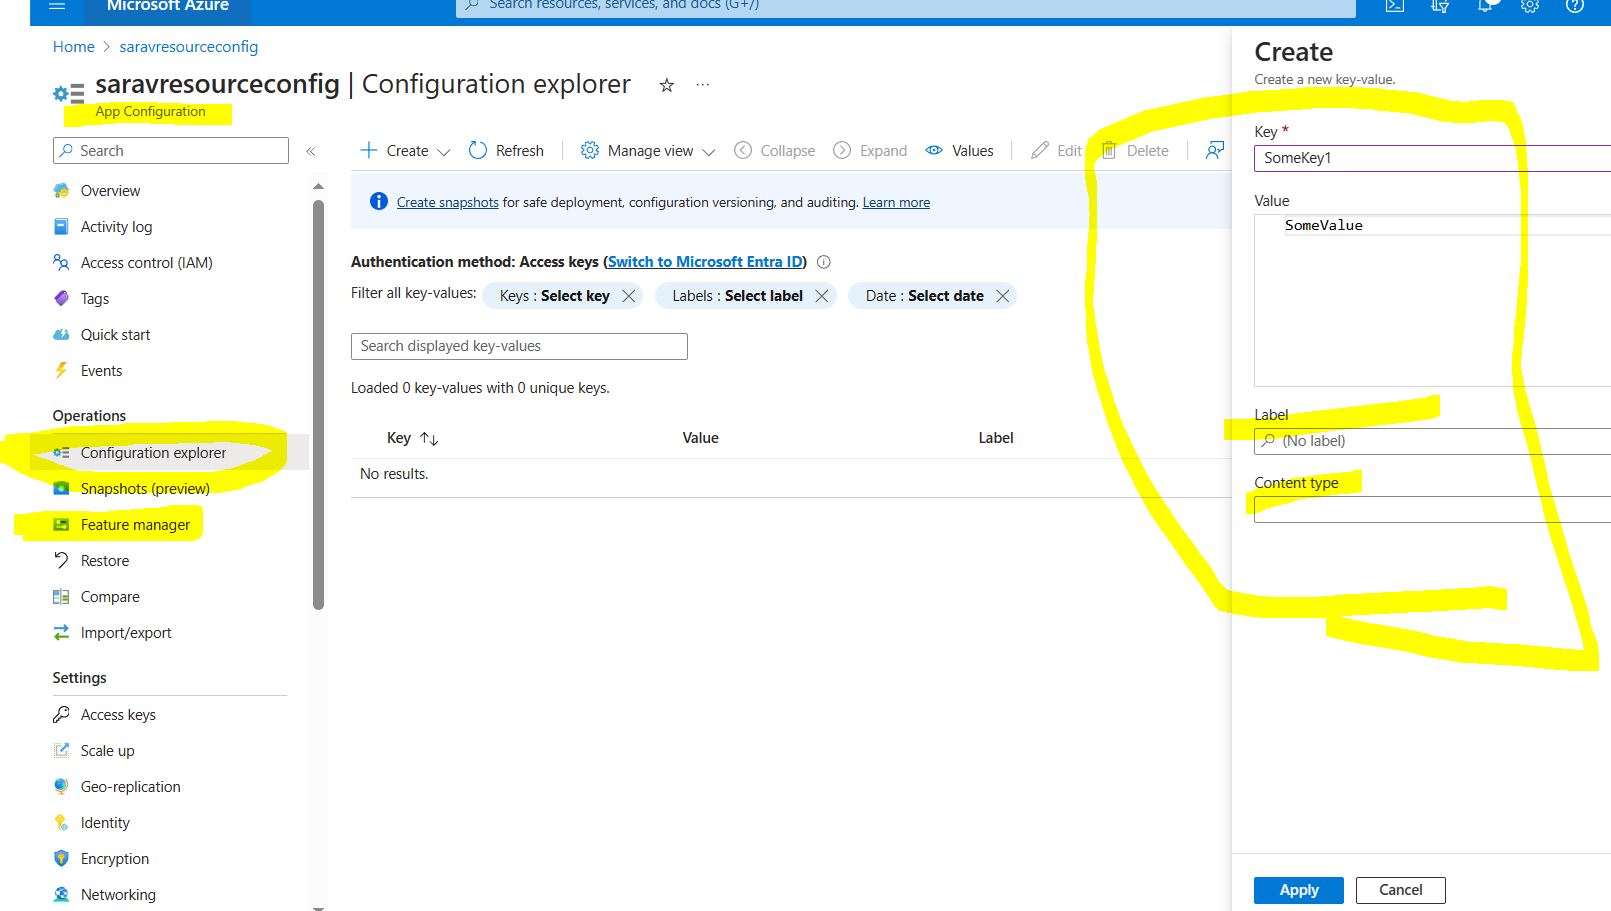 Microsoft Azure
Search resources, services, and docs (G+/)
Home > saravresourceconfig
saravresourceconfig | Configuration explorer
App Configuration
Search
Overview
Activity log
Access control (IAM)
Tags
Quick start
Events
Operations
Configuration explorer
Snapshots (preview)
Feature manager
Restore
Compare
Import/export
Settings
Access keys
Scale up
Geo-replication
Identity
Encryption
Networking
Create Refresh Manage view Collapse Expand Values Edit Delete
Create snapshots for safe deployment, configuration versioning, and auditing. Learn more
Authentication method: Access keys (Switch to Microsoft Entra ID)
Filter all key-values: Keys : Select key Labels : Select label Date : Select date
Search displayed key-values
Loaded 0 key-values with 0 unique keys.
Key Value Label
No results.
Create
Create a new key-value.
Key *
SomeKey1
Value
SomeValue
Label
(No label)
Content type
Apply Cancel